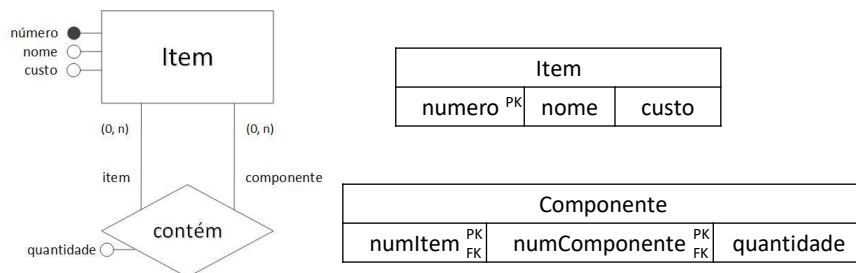 número
nome
custo
Item
(0, n)
(0, n)
item
componente
contém
quantidade
Item
numero PK
nome
custo
Componente
numItem PK FK
numComponente PK FK
quantidade